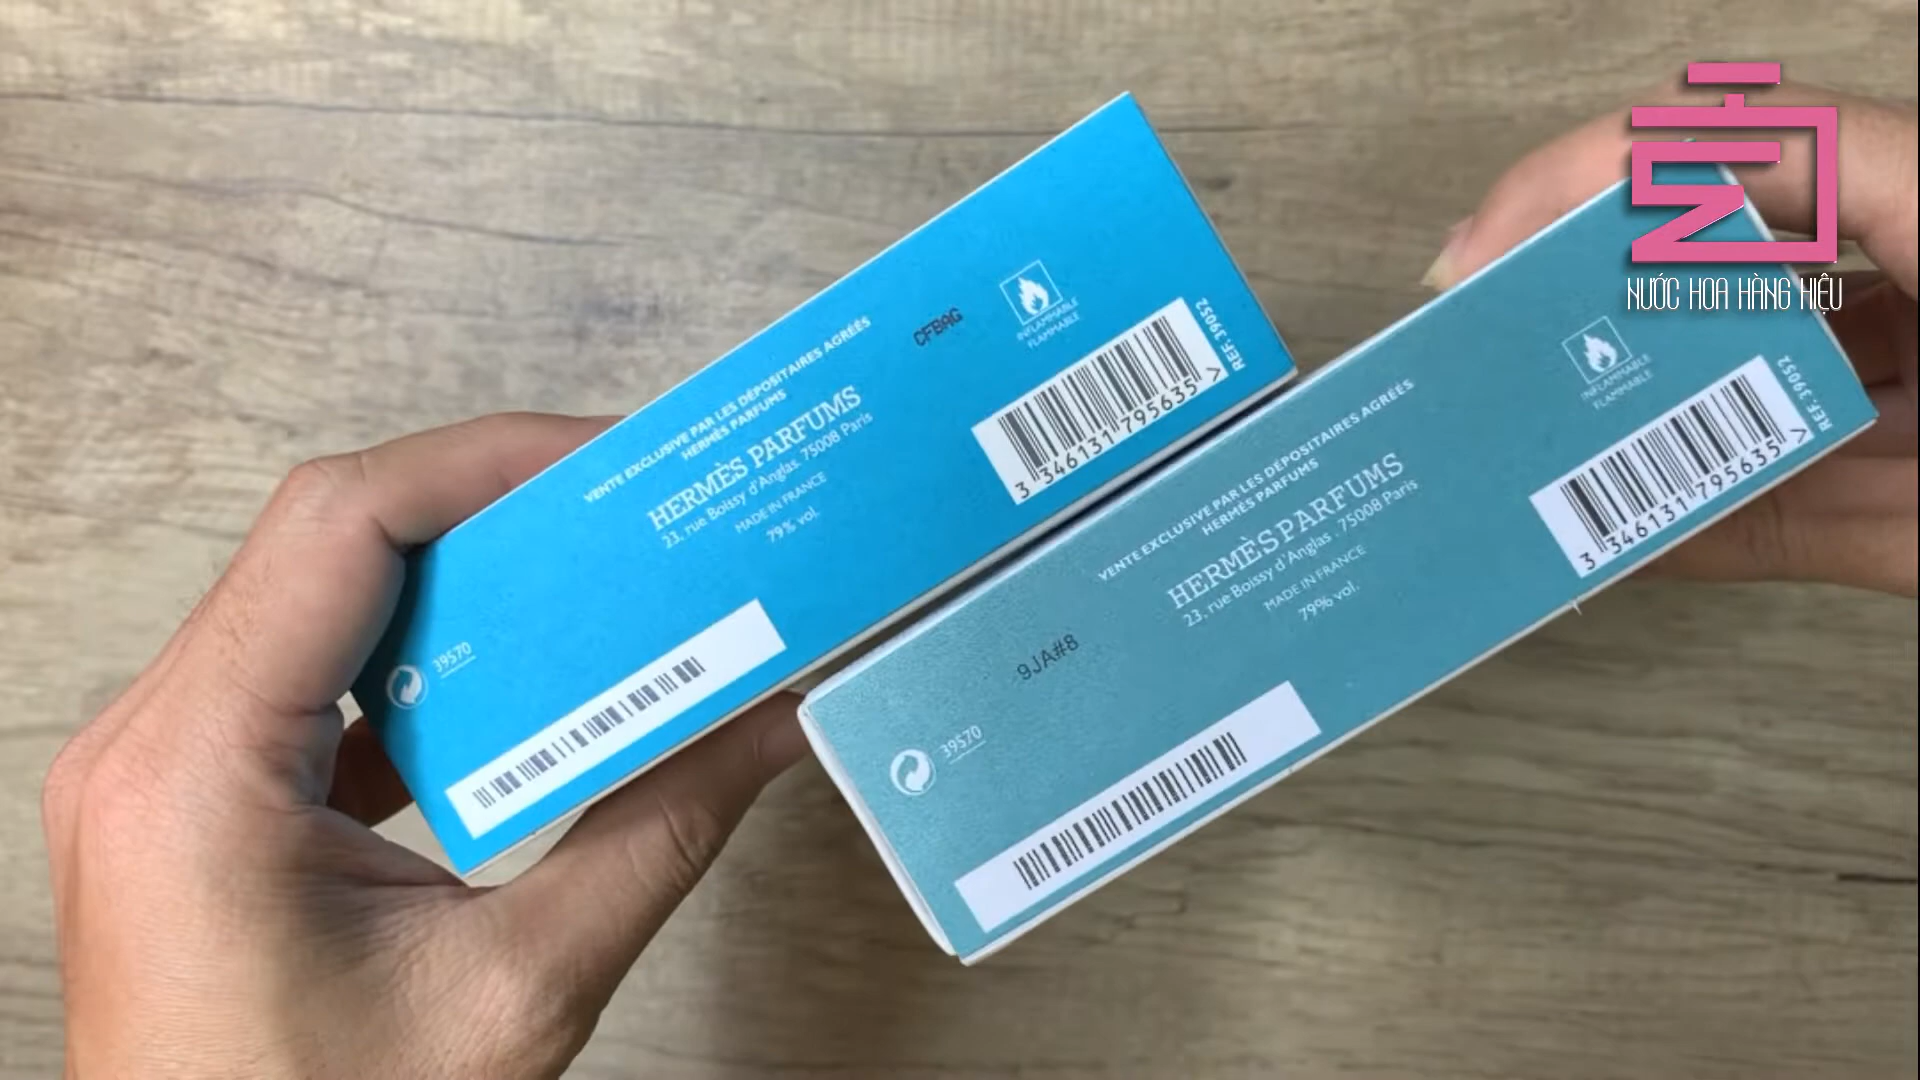 VENTE EXCLUSIVE PAR LES DÉPOSITAIRES AGRÉÉS
HERMÈS PARFUMS
HERMÈS PARFUMS
23, rue Boissy d'Anglas. 75008 Paris
MADE IN FRANCE
79% vol.
CFBAG
INFLAMMABLE
FLAMMABLE
REF. 39052
3 346131 795635 >
39570
VENTE EXCLUSIVE PAR LES DÉPOSITAIRES AGRÉÉS
HERMÈS PARFUMS
HERMÈS PARFUMS
23, rue Boissy d'Anglas . 75008 Paris
MADE IN FRANCE
79% vol.
9JA#8
INFLAMMABLE
FLAMMABLE
REF. 39052
3 346131 795635 >
39570
NƯỚC HOA HÀNG HIỆU